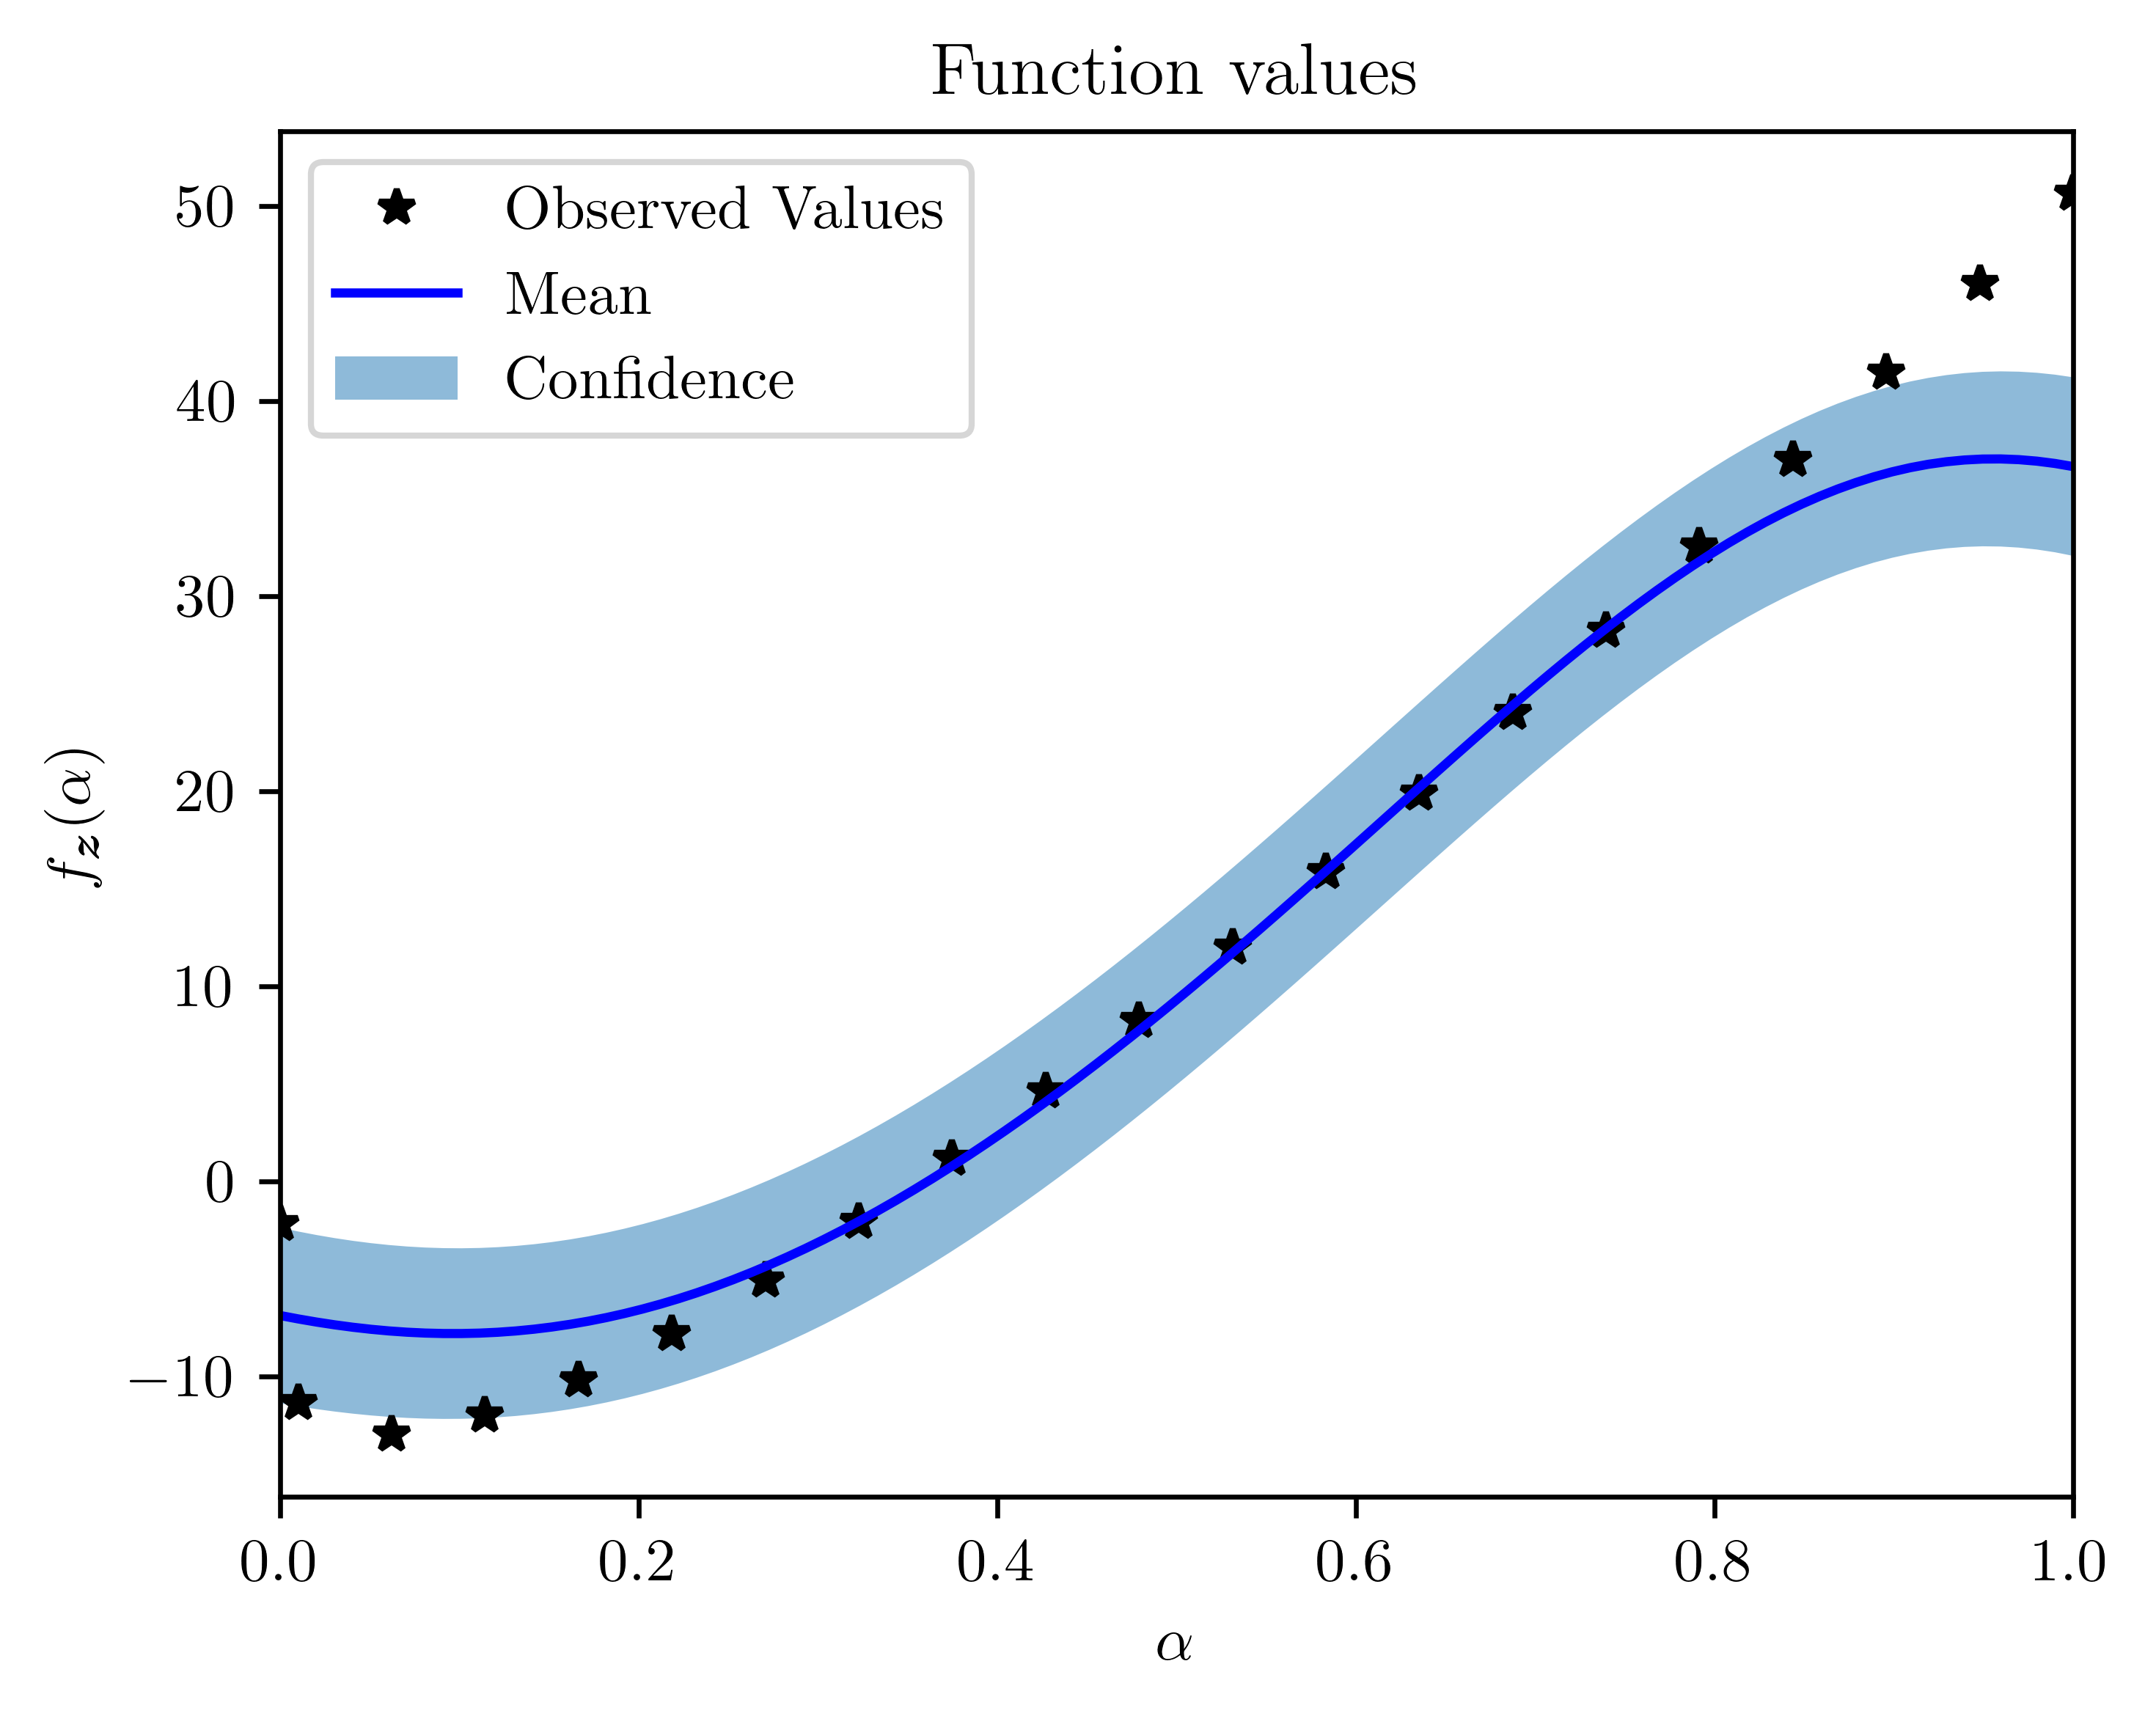 Function values
Observed Values
Mean
Confidence
50
40
30
20
10
0
−10
f_z(α)
0.0 0.2 0.4 0.6 0.8 1.0
α